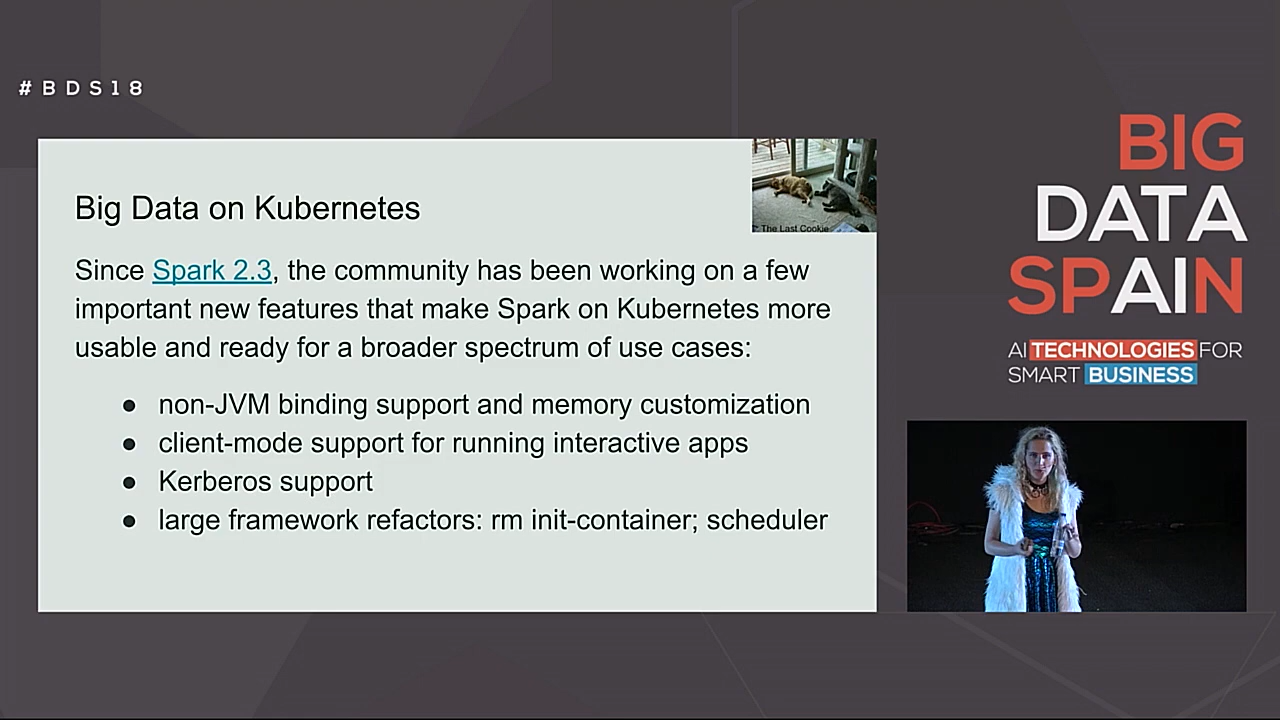 #BDS18
Big Data on Kubernetes
The Last Cookie
Since Spark 2.3, the community has been working on a few
important new features that make Spark on Kubernetes more
usable and ready for a broader spectrum of use cases:
● non-JVM binding support and memory customization
● client-mode support for running interactive apps
● Kerberos support
● large framework refactors: rm init-container; scheduler
BIG
DATA
SPAIN
AI TECHNOLOGIES FOR
SMART BUSINESS